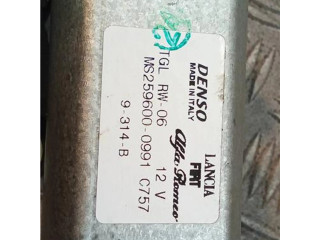 DENSO
MADE IN ITALY
LANCIA
FIAT
Alfa Romeo
TGL RW-06 12 V
MS259600-0991 C757
9-314-B